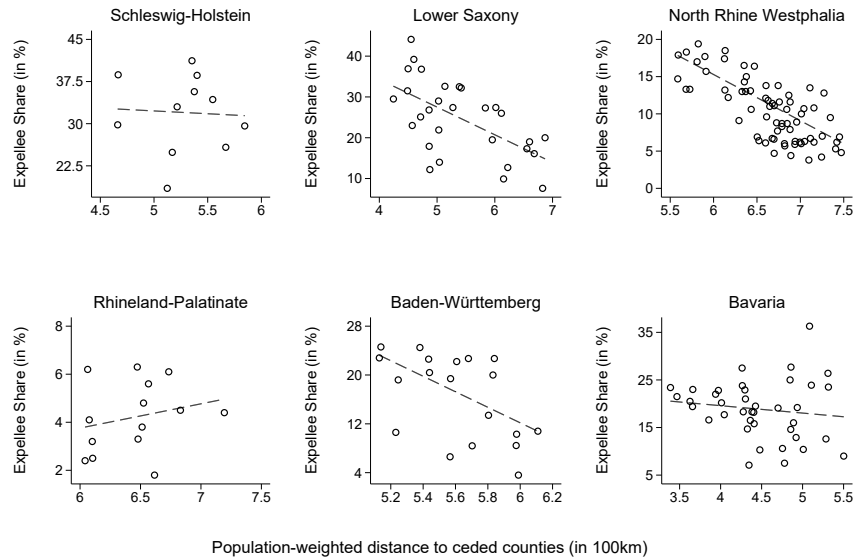 Schleswig-Holstein
Lower Saxony
North Rhine Westphalia
Expellee Share (in %)
45
37.5
30
22.5
4.5 5 5.5 6
Expellee Share (in %)
40
30
20
10
4 5 6 7
Expellee Share (in %)
20
15
10
5
0
5.5 6 6.5 7 7.5
Rhineland-Palatinate
Baden-Württemberg
Bavaria
Expellee Share (in %)
8
6
4
2
6 6.5 7 7.5
Expellee Share (in %)
28
20
12
4
5.2 5.4 5.6 5.8 6 6.2
Expellee Share (in %)
35
25
15
5
3.5 4 4.5 5 5.5
Population-weighted distance to ceded counties (in 100km)